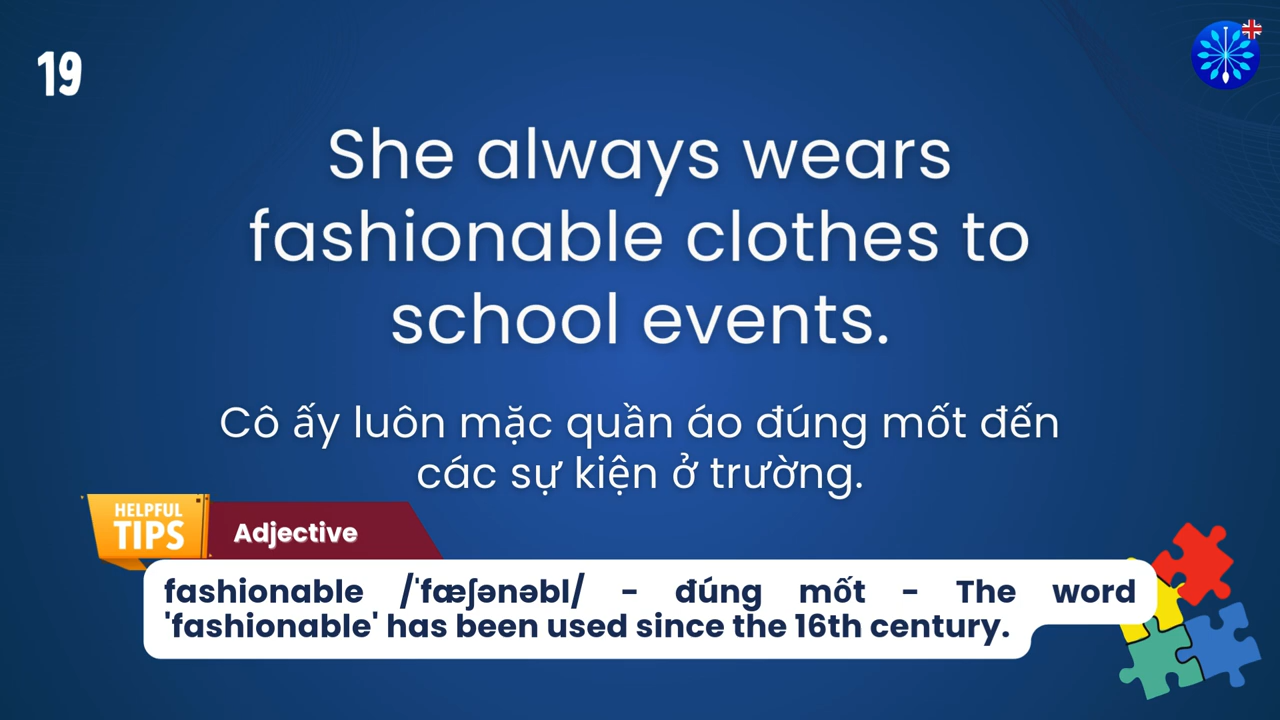 19
She always wears
fashionable clothes to
school events.
Cô ấy luôn mặc quần áo đúng mốt đến
các sự kiện ở trường.
HELPFUL
TIPS
Adjective
fashionable /ˈfæʃənəbl/ - đúng mốt - The word
'fashionable' has been used since the 16th century.